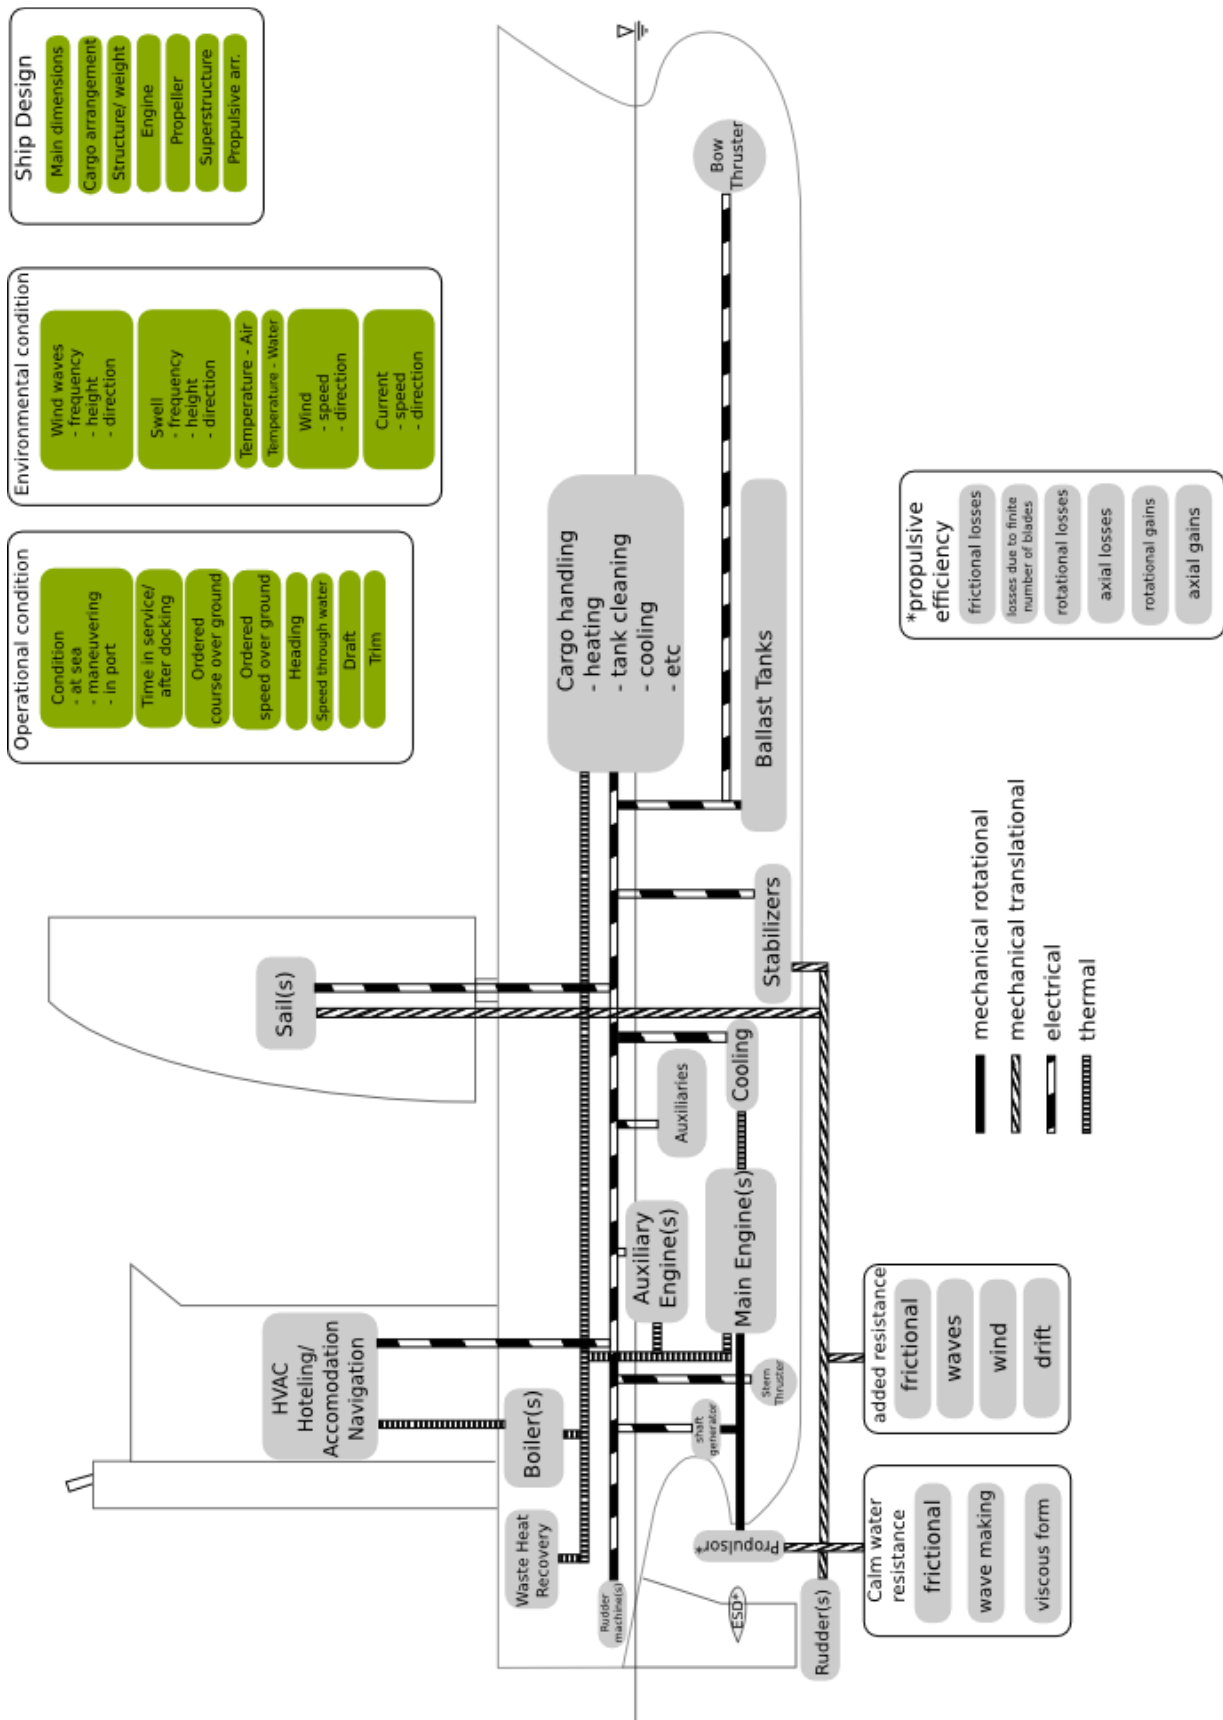 Operational condition
Condition
- at sea
- maneuvering
- in port
Time in service/
after docking
Ordered
course over ground
Ordered
speed over ground
Heading
Speed through water
Draft
Trim
Environmental condition
Wind waves
- frequency
- height
- direction
Swell
- frequency
- height
- direction
Temperature - Air
Temperature - Water
Wind
- speed
- direction
Current
- speed
- direction
Ship Design
Main dimensions
Cargo arrangement
Structure/ weight
Engine
Propeller
Superstructure
Propulsive arr.
Sail(s)
HVAC
Hoteling/
Accomodation
Navigation
Waste Heat
Recovery
Boiler(s)
Cargo handling
- heating
- tank cleaning
- cooling
- etc
Rudder
machine(s)
Auxiliary
Engine(s)
Auxiliaries
shaft
generator
Stern
Thruster
Main Engine(s)
Cooling
Stabilizers
Ballast Tanks
Bow
Thruster
Propulsor*
ESD*
Rudder(s)
Calm water
resistance
frictional
wave making
viscous form
added resistance
frictional
waves
wind
drift
mechanical rotational
mechanical translational
electrical
thermal
*propulsive
efficiency
frictional losses
losses due to finite
number of blades
rotational losses
axial losses
rotational gains
axial gains